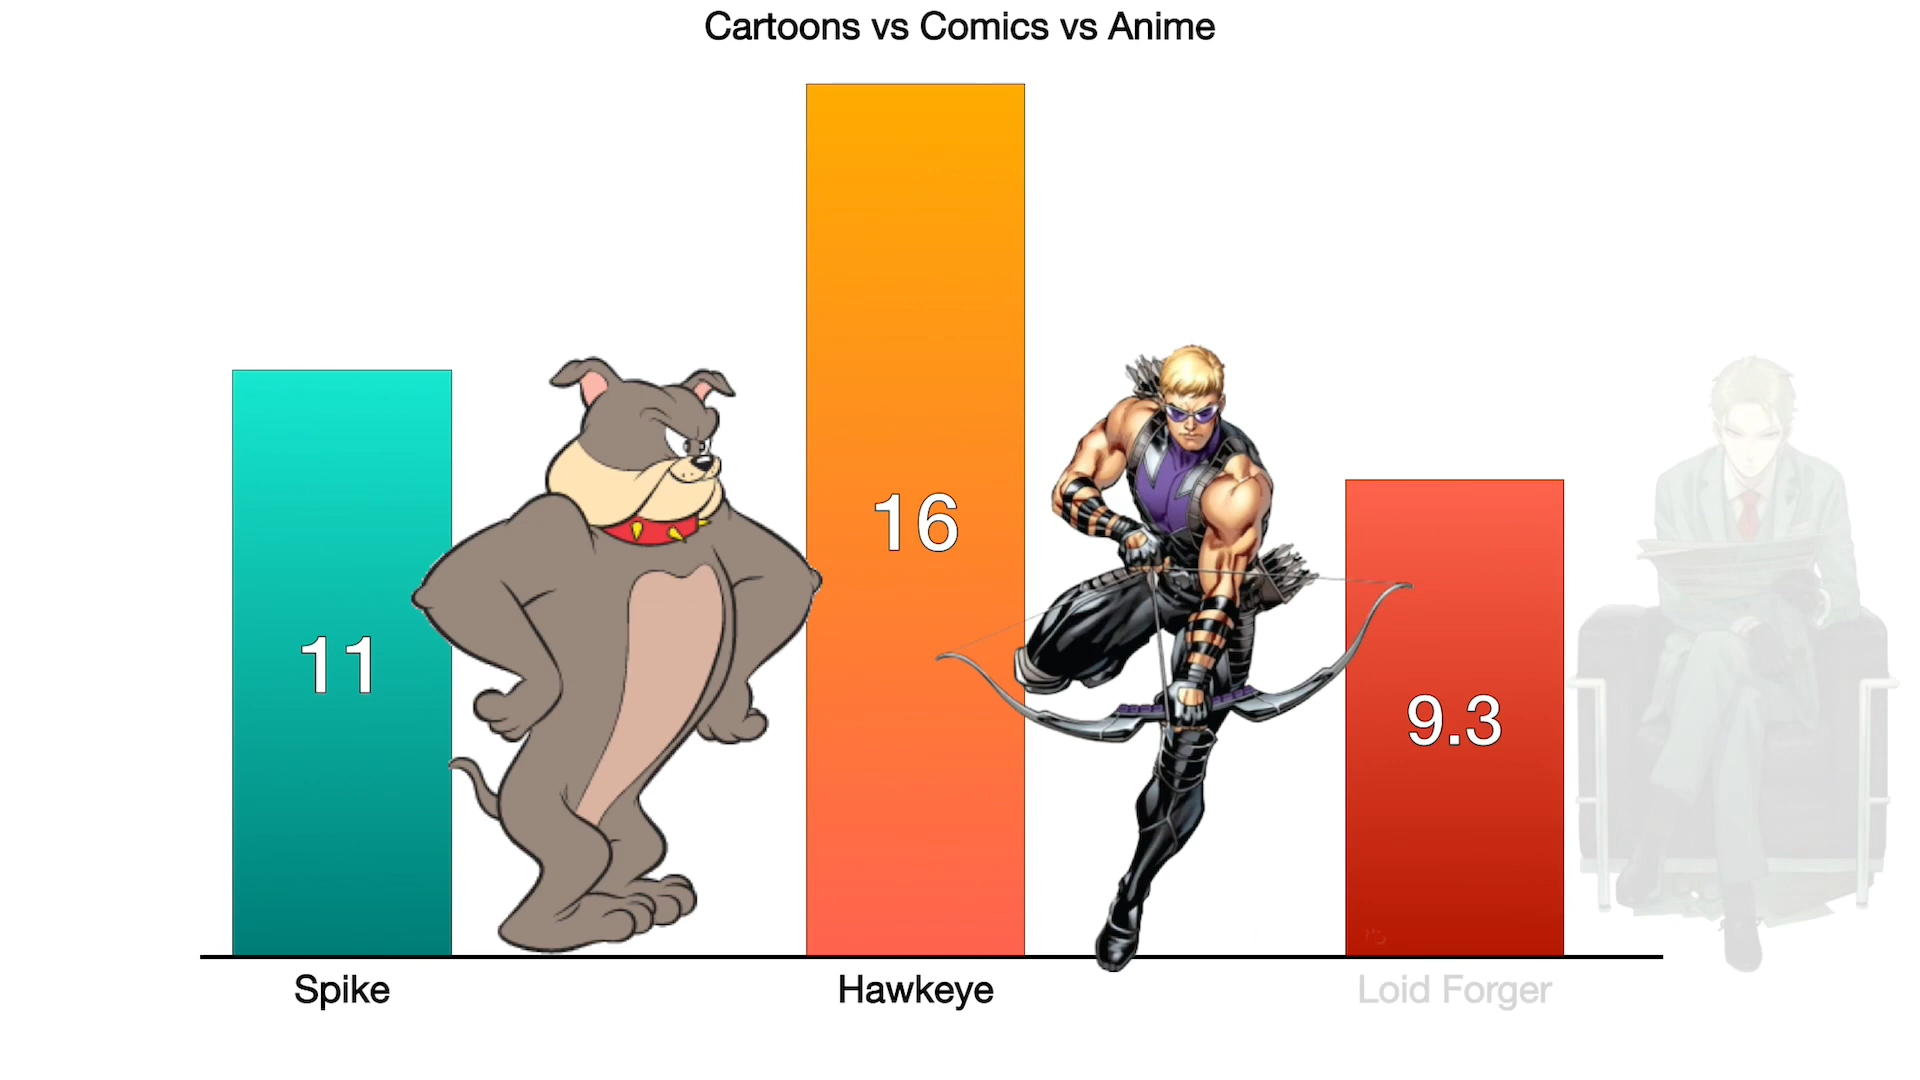 Cartoons vs Comics vs Anime
16
11
9.3
Spike
Hawkeye
Loid Forger